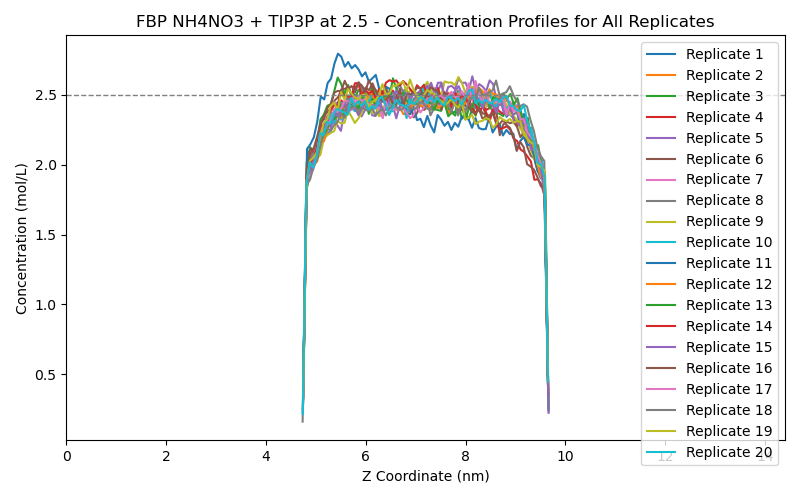 FBP NH4NO3 + TIP3P at 2.5 - Concentration Profiles for All Replicates
Concentration (mol/L)
2.5
2.0
1.5
1.0
0.5
0 2 4 6 8 10 12 14
Z Coordinate (nm)
Replicate 1
Replicate 2
Replicate 3
Replicate 4
Replicate 5
Replicate 6
Replicate 7
Replicate 8
Replicate 9
Replicate 10
Replicate 11
Replicate 12
Replicate 13
Replicate 14
Replicate 15
Replicate 16
Replicate 17
Replicate 18
Replicate 19
Replicate 20